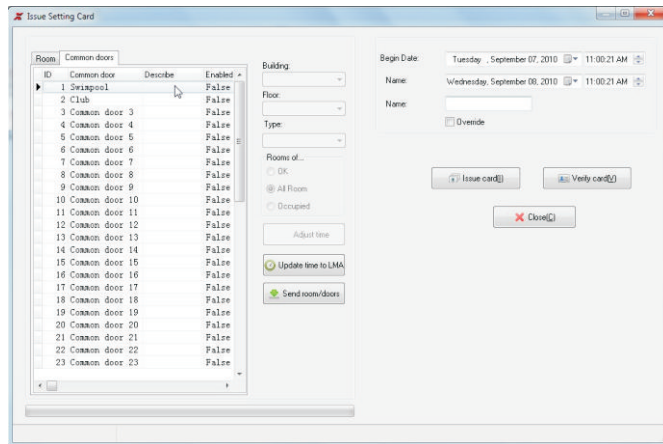 Issue Setting Card
Room Common doors
ID Common door Describe Enabled
1 Swimpool False
2 Club False
3 Common door 3 False
4 Common door 4 False
5 Common door 5 False
6 Common door 6 False
7 Common door 7 False
8 Common door 8 False
9 Common door 9 False
10 Common door 10 False
11 Common door 11 False
12 Common door 12 False
13 Common door 13 False
14 Common door 14 False
15 Common door 15 False
16 Common door 16 False
17 Common door 17 False
18 Common door 18 False
19 Common door 19 False
20 Common door 20 False
21 Common door 21 False
22 Common door 22 False
23 Common door 23 False
Building:
Floor:
Type:
Rooms of...
OK
All Room
Occupied
Adjust time
Update time to LMA
Send room/doors
Begin Date: Tuesday , September 07, 2010 11:00:21 AM
Name: Wednesday, September 08, 2010 11:00:21 AM
Name:
Override
Issue card(I) Verify card(V)
Close(C)